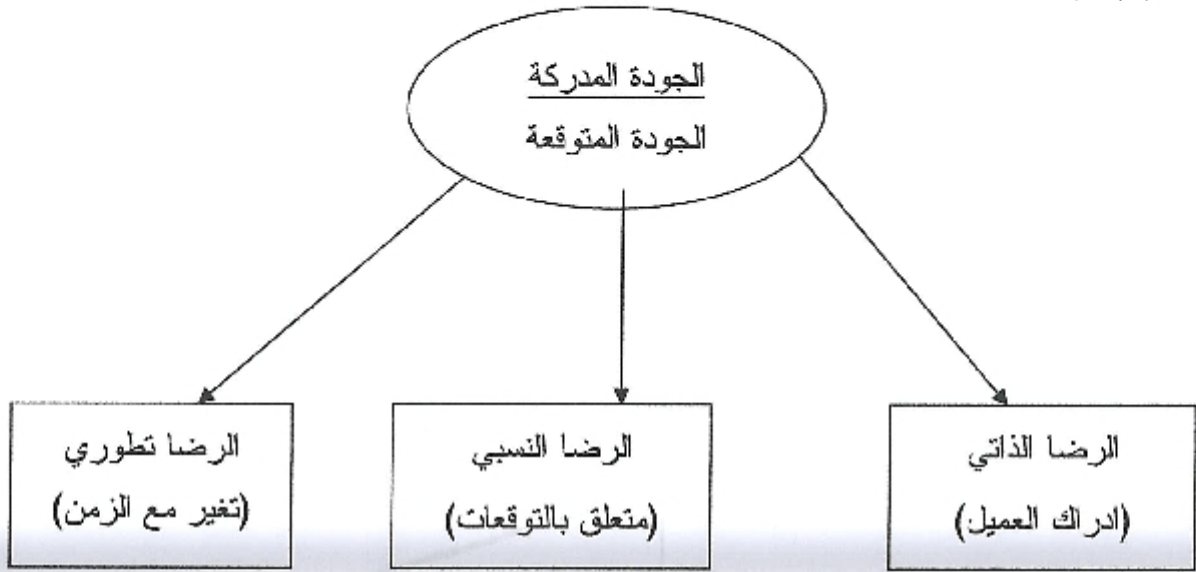 الجودة المدركة
الجودة المتوقعة
الرضا الذاتي
(ادراك العميل)
الرضا النسبي
(متعلق بالتوقعات)
الرضا تطوري
(تغير مع الزمن)